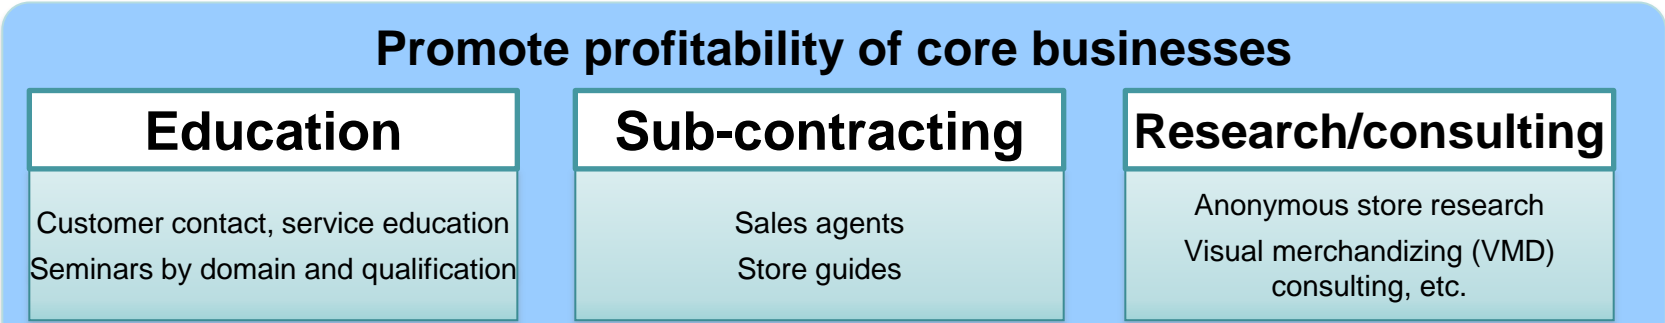 Promote profitability of core businesses
Education
Customer contact, service education
Seminars by domain and qualification
Sub-contracting
Sales agents
Store guides
Research/consulting
Anonymous store research
Visual merchandizing (VMD)
consulting, etc.